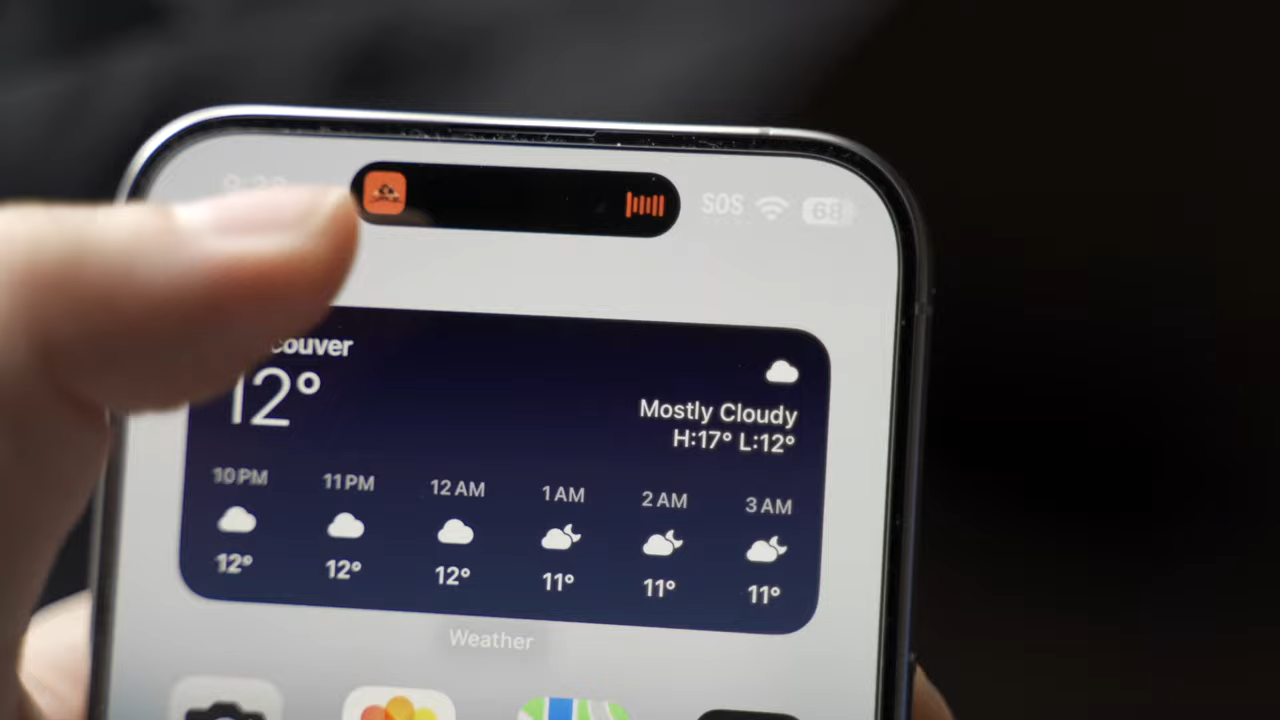 SOS 68
couver
12°
Mostly Cloudy
H:17° L:12°
10 PM 11 PM 12 AM 1 AM 2 AM 3 AM
12° 12° 12° 11° 11° 11°
Weather